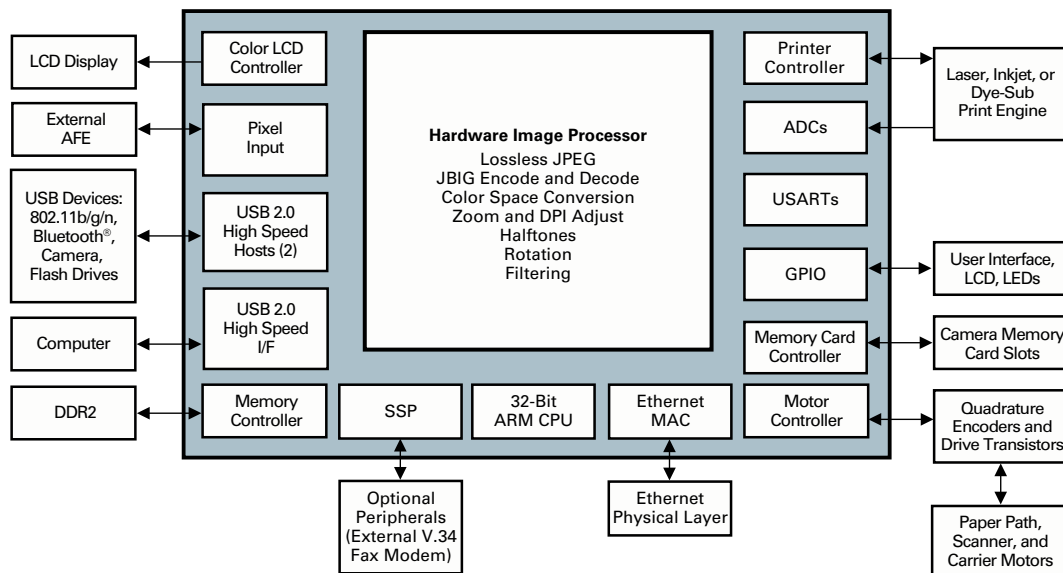 LCD Display
Color LCD
Controller
External
AFE
Pixel
Input
USB Devices:
802.11b/g/n,
Bluetooth®,
Camera,
Flash Drives
USB 2.0
High Speed
Hosts (2)
Computer
USB 2.0
High Speed
I/F
DDR2
Memory
Controller
Hardware Image Processor
Lossless JPEG
JBIG Encode and Decode
Color Space Conversion
Zoom and DPI Adjust
Halftones
Rotation
Filtering
SSP
32-Bit
ARM CPU
Ethernet
MAC
Optional
Peripherals
(External V.34
Fax Modem)
Ethernet
Physical Layer
Printer
Controller
ADCs
Laser, Inkjet, or
Dye-Sub
Print Engine
USARTs
GPIO
User Interface,
LCD, LEDs
Memory Card
Controller
Camera Memory
Card Slots
Motor
Controller
Quadrature
Encoders and
Drive Transistors
Paper Path,
Scanner, and
Carrier Motors